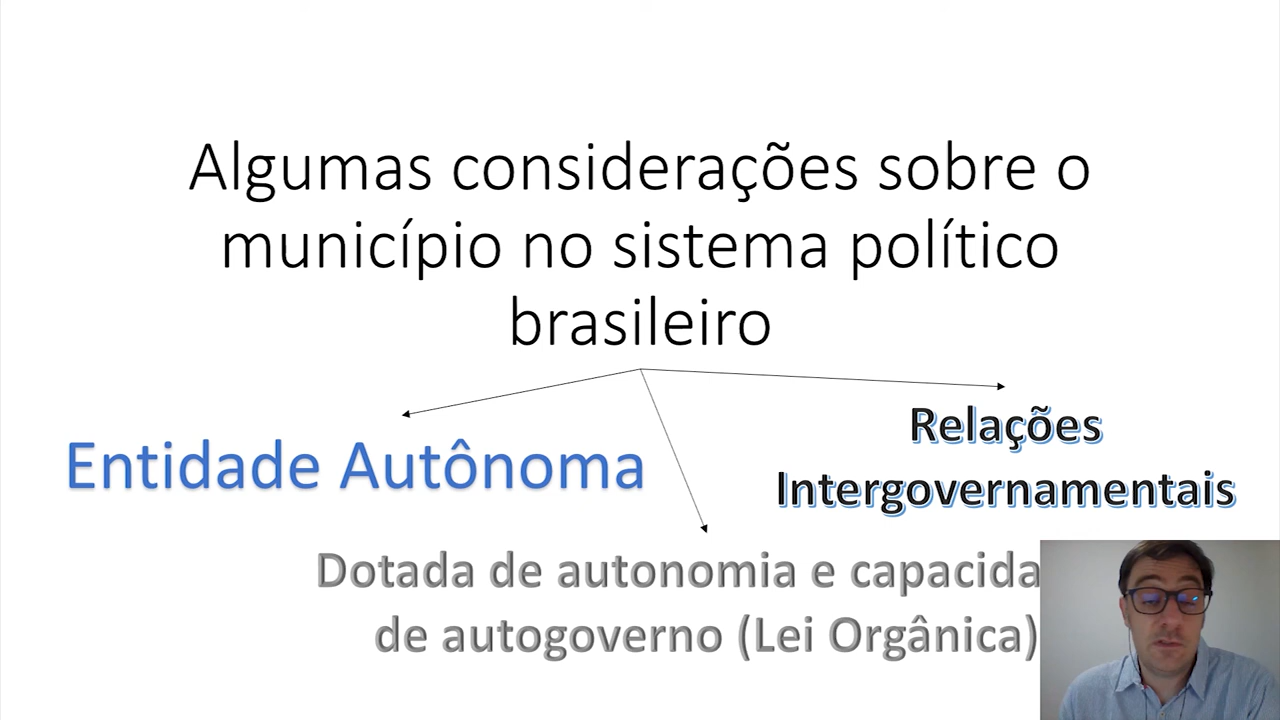 Algumas considerações sobre o
município no sistema político
brasileiro
Entidade Autônoma
Relações
Intergovernamentais
Dotada de autonomia e capacida
de autogoverno (Lei Orgânica)